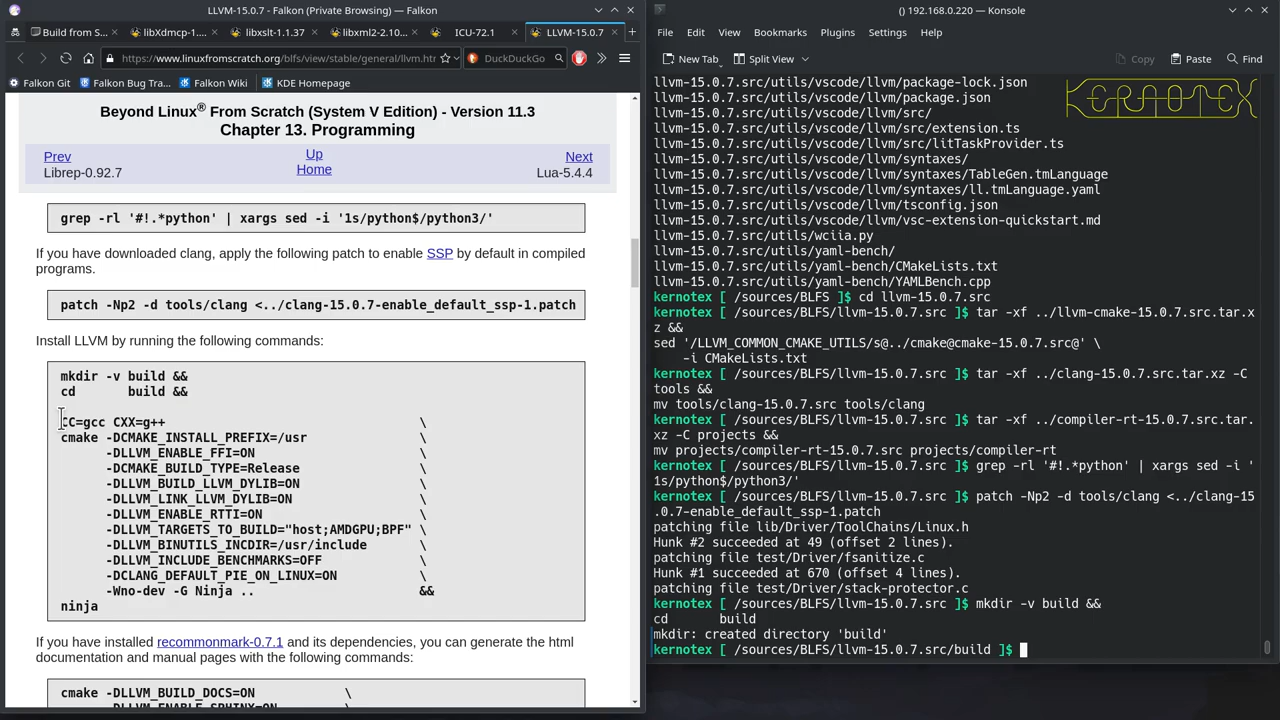 LLVM-15.0.7 - Falkon (Private Browsing) — Falkon
Build from S...
libXdmcp-1....
libxslt-1.1.37
libxml2-2.10...
ICU-72.1
LLVM-15.0.7
https://www.linuxfromscratch.org/blfs/view/stable/general/llvm.htm
DuckDuckGo
Falkon Git
Falkon Bug Tra...
Falkon Wiki
KDE Homepage
Beyond Linux® From Scratch (System V Edition) - Version 11.3
Chapter 13. Programming
Prev
Up
Next
Librep-0.92.7
Home
Lua-5.4.4
grep -rl '#!.*python' | xargs sed -i '1s/python$/python3/'
If you have downloaded clang, apply the following patch to enable SSP by default in compiled
programs.
patch -Np2 -d tools/clang <../clang-15.0.7-enable_default_ssp-1.patch
Install LLVM by running the following commands:
mkdir -v build &&
cd       build &&
CC=gcc CXX=g++ \
cmake -DCMAKE_INSTALL_PREFIX=/usr \
-DLLVM_ENABLE_FFI=ON \
-DCMAKE_BUILD_TYPE=Release \
-DLLVM_BUILD_LLVM_DYLIB=ON \
-DLLVM_LINK_LLVM_DYLIB=ON \
-DLLVM_ENABLE_RTTI=ON \
-DLLVM_TARGETS_TO_BUILD="host;AMDGPU;BPF" \
-DLLVM_BINUTILS_INCDIR=/usr/include \
-DLLVM_INCLUDE_BENCHMARKS=OFF \
-DCLANG_DEFAULT_PIE_ON_LINUX=ON \
-Wno-dev -G Ninja .. &&
ninja
If you have installed recommonmark-0.7.1 and its dependencies, you can generate the html
documentation and manual pages with the following commands:
cmake -DLLVM_BUILD_DOCS=ON \
-DLLVM_ENABLE_SPHINX=ON \
() 192.168.0.220 — Konsole
File Edit View Bookmarks Plugins Settings Help
New Tab
Split View
Copy
Paste
Find
KERNOTEX
llvm-15.0.7.src/utils/vscode/llvm/package-lock.json
llvm-15.0.7.src/utils/vscode/llvm/package.json
llvm-15.0.7.src/utils/vscode/llvm/src/
llvm-15.0.7.src/utils/vscode/llvm/src/extension.ts
llvm-15.0.7.src/utils/vscode/llvm/src/litTaskProvider.ts
llvm-15.0.7.src/utils/vscode/llvm/syntaxes/
llvm-15.0.7.src/utils/vscode/llvm/syntaxes/TableGen.tmLanguage
llvm-15.0.7.src/utils/vscode/llvm/syntaxes/ll.tmLanguage.yaml
llvm-15.0.7.src/utils/vscode/llvm/tsconfig.json
llvm-15.0.7.src/utils/vscode/llvm/vsc-extension-quickstart.md
llvm-15.0.7.src/utils/wciia.py
llvm-15.0.7.src/utils/yaml-bench/
llvm-15.0.7.src/utils/yaml-bench/CMakeLists.txt
llvm-15.0.7.src/utils/yaml-bench/YAMLBench.cpp
kernotex [ /sources/BLFS ]$ cd llvm-15.0.7.src
kernotex [ /sources/BLFS/llvm-15.0.7.src ]$ tar -xf ../llvm-cmake-15.0.7.src.tar.x
z &&
sed '/LLVM_COMMON_CMAKE_UTILS/s@../cmake@cmake-15.0.7.src@' \
-i CMakeLists.txt
kernotex [ /sources/BLFS/llvm-15.0.7.src ]$ tar -xf ../clang-15.0.7.src.tar.xz -C
tools &&
mv tools/clang-15.0.7.src tools/clang
kernotex [ /sources/BLFS/llvm-15.0.7.src ]$ tar -xf ../compiler-rt-15.0.7.src.tar.
xz -C projects &&
mv projects/compiler-rt-15.0.7.src projects/compiler-rt
kernotex [ /sources/BLFS/llvm-15.0.7.src ]$ grep -rl '#!.*python' | xargs sed -i '
1s/python$/python3/'
kernotex [ /sources/BLFS/llvm-15.0.7.src ]$ patch -Np2 -d tools/clang <../clang-15
.0.7-enable_default_ssp-1.patch
patching file lib/Driver/ToolChains/Linux.h
Hunk #2 succeeded at 49 (offset 2 lines).
patching file test/Driver/fsanitize.c
Hunk #1 succeeded at 670 (offset 4 lines).
patching file test/Driver/stack-protector.c
kernotex [ /sources/BLFS/llvm-15.0.7.src ]$ mkdir -v build &&
cd       build
mkdir: created directory 'build'
kernotex [ /sources/BLFS/llvm-15.0.7.src/build ]$